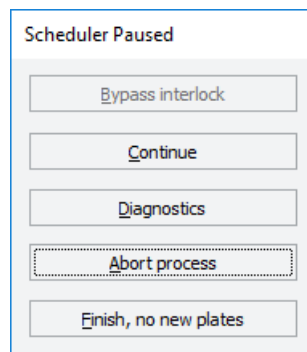 Scheduler Paused
Bypass interlock
Continue
Diagnostics
Abort process
Finish, no new plates